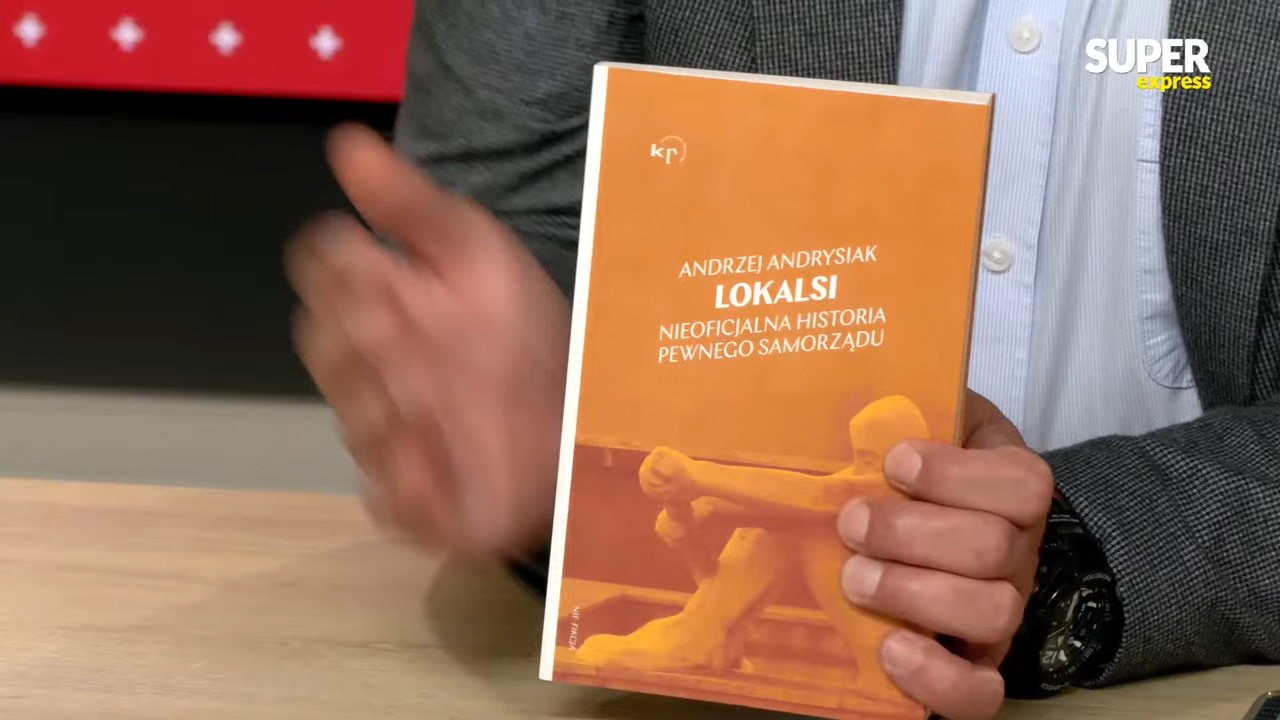 SUPER
express
kr
ANDRZEJ ANDRYSIAK
LOKALSI
NIEOFICJALNA HISTORIA
PEWNEGO SAMORZĄDU
NIE-FIKCJA